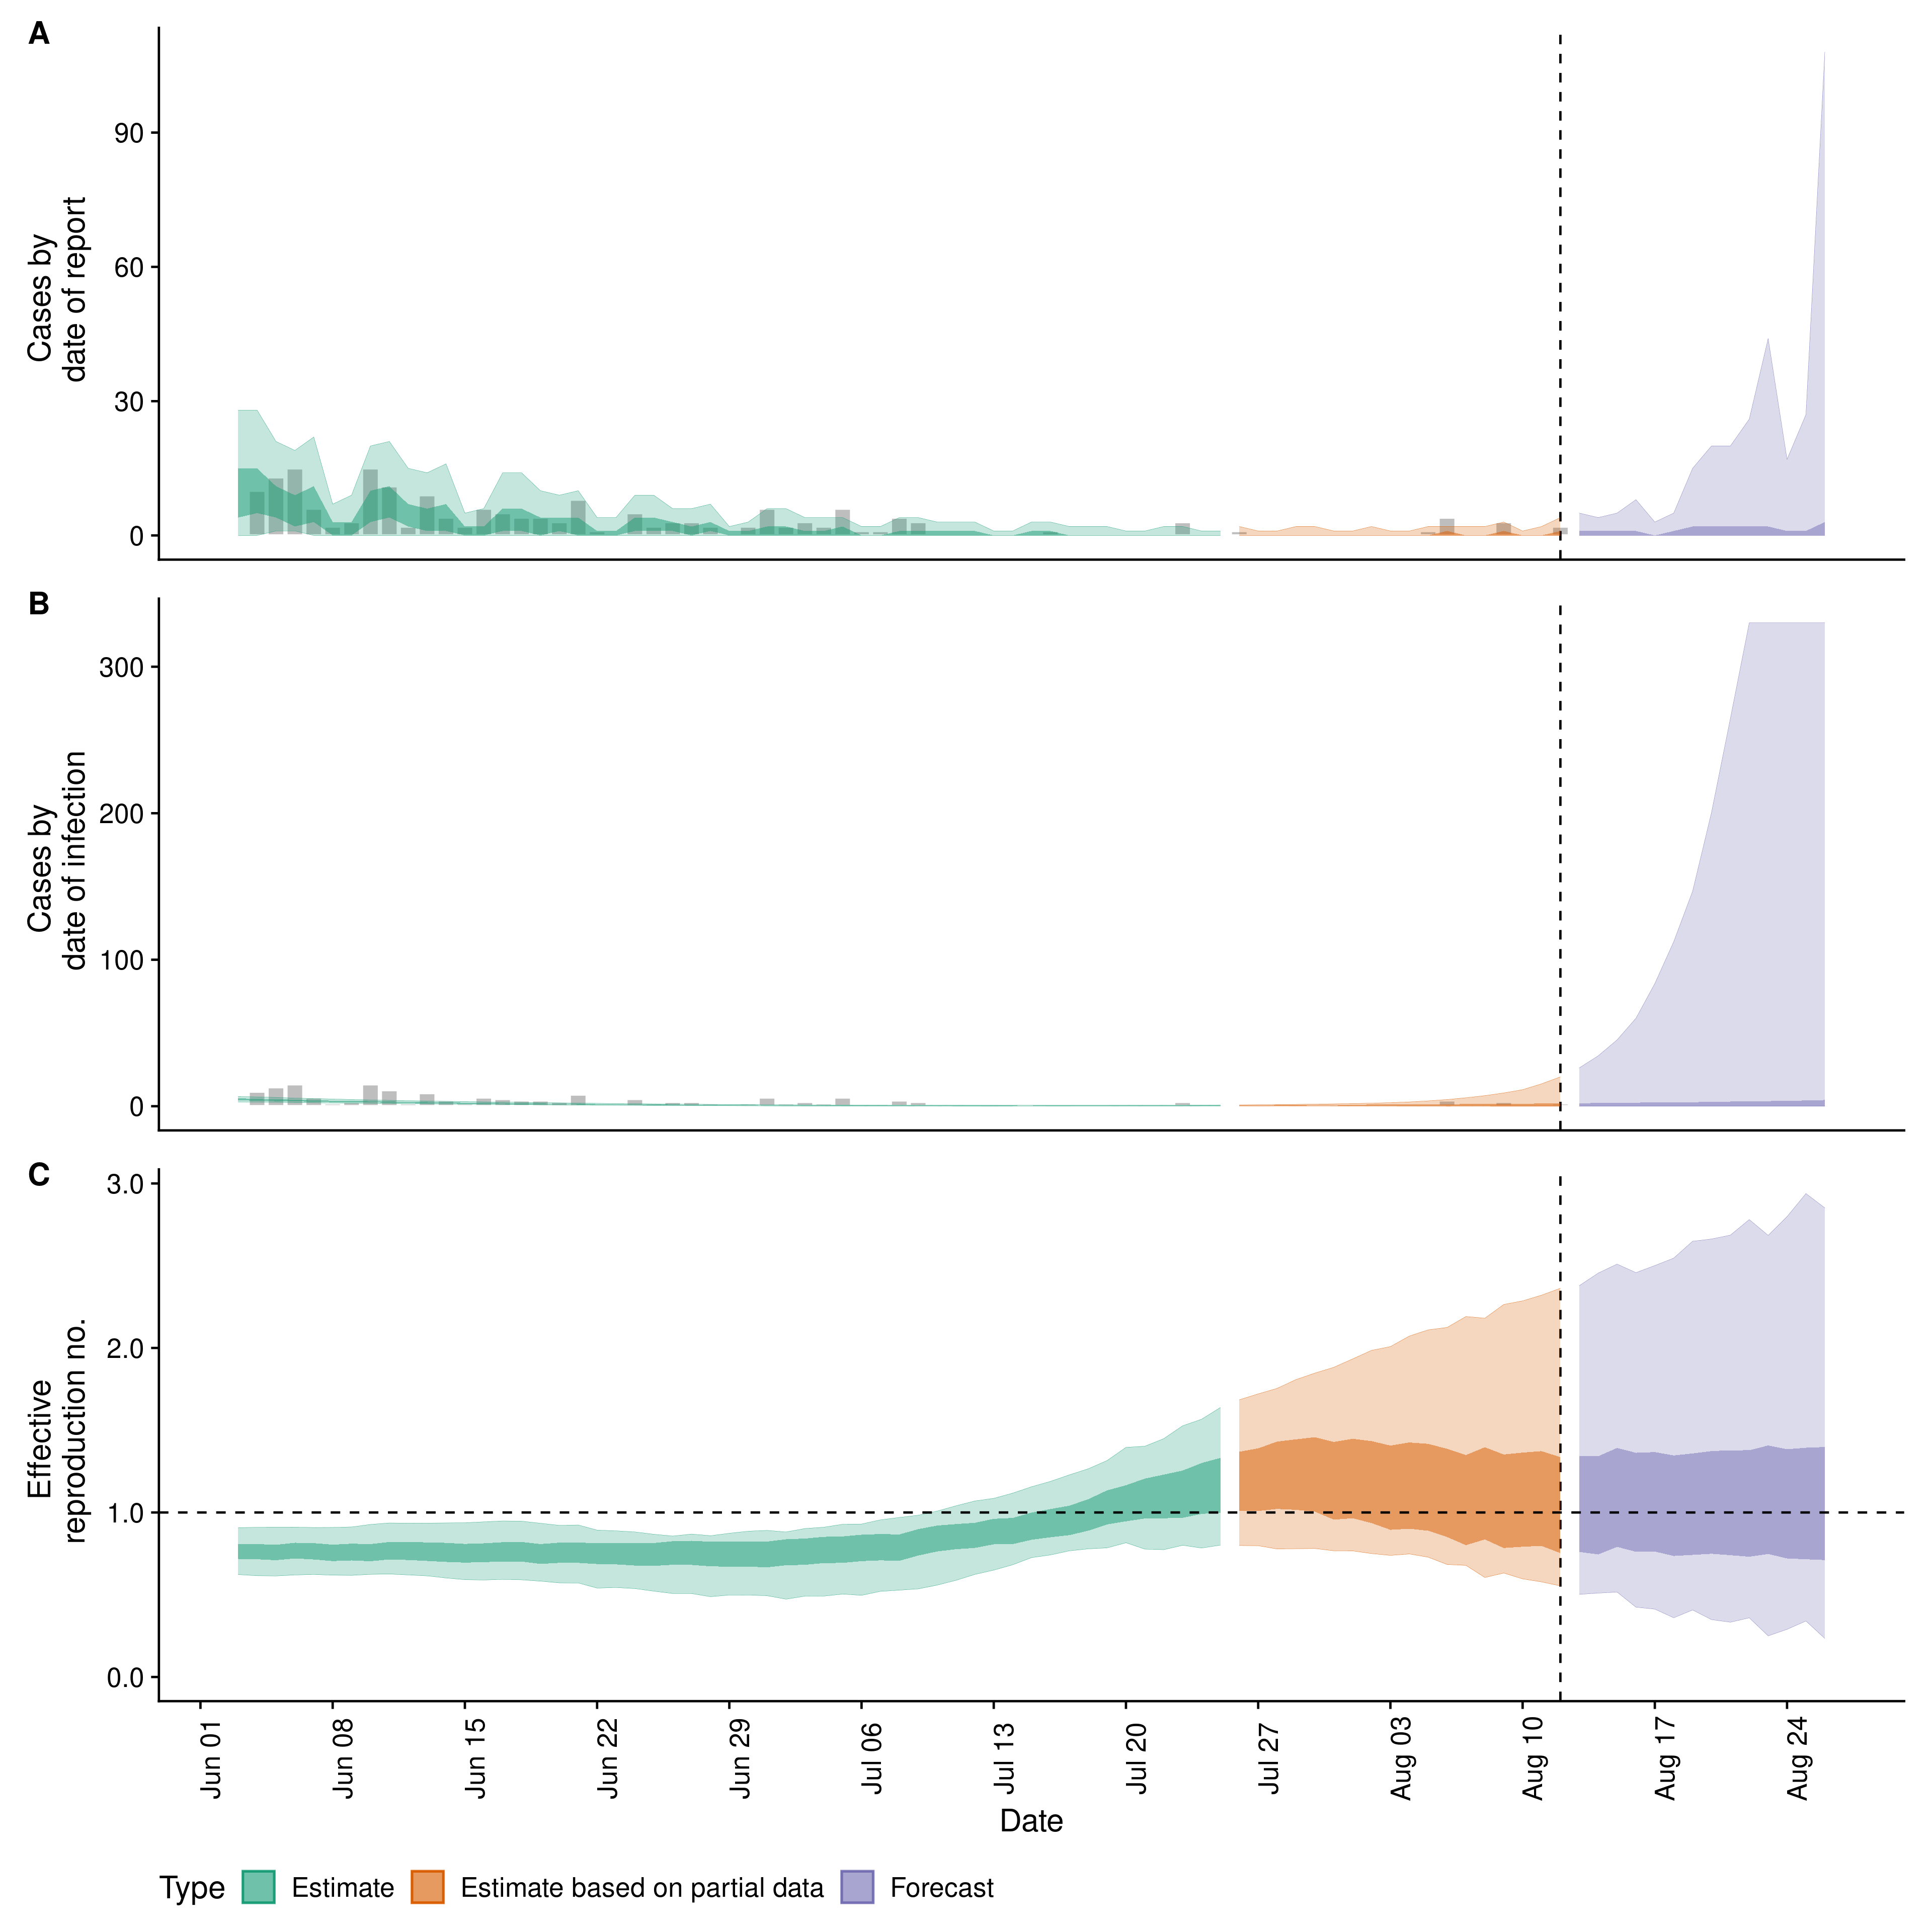 A
Cases by
date of report
90
60
30
0
B
Cases by
date of infection
300
200
100
0
C
Effective
reproduction no.
3.0
2.0
1.0
0.0
Jun 01
Jun 08
Jun 15
Jun 22
Jun 29
Jul 06
Jul 13
Jul 20
Jul 27
Aug 03
Aug 10
Aug 17
Aug 24
Date
Type Estimate Estimate based on partial data Forecast